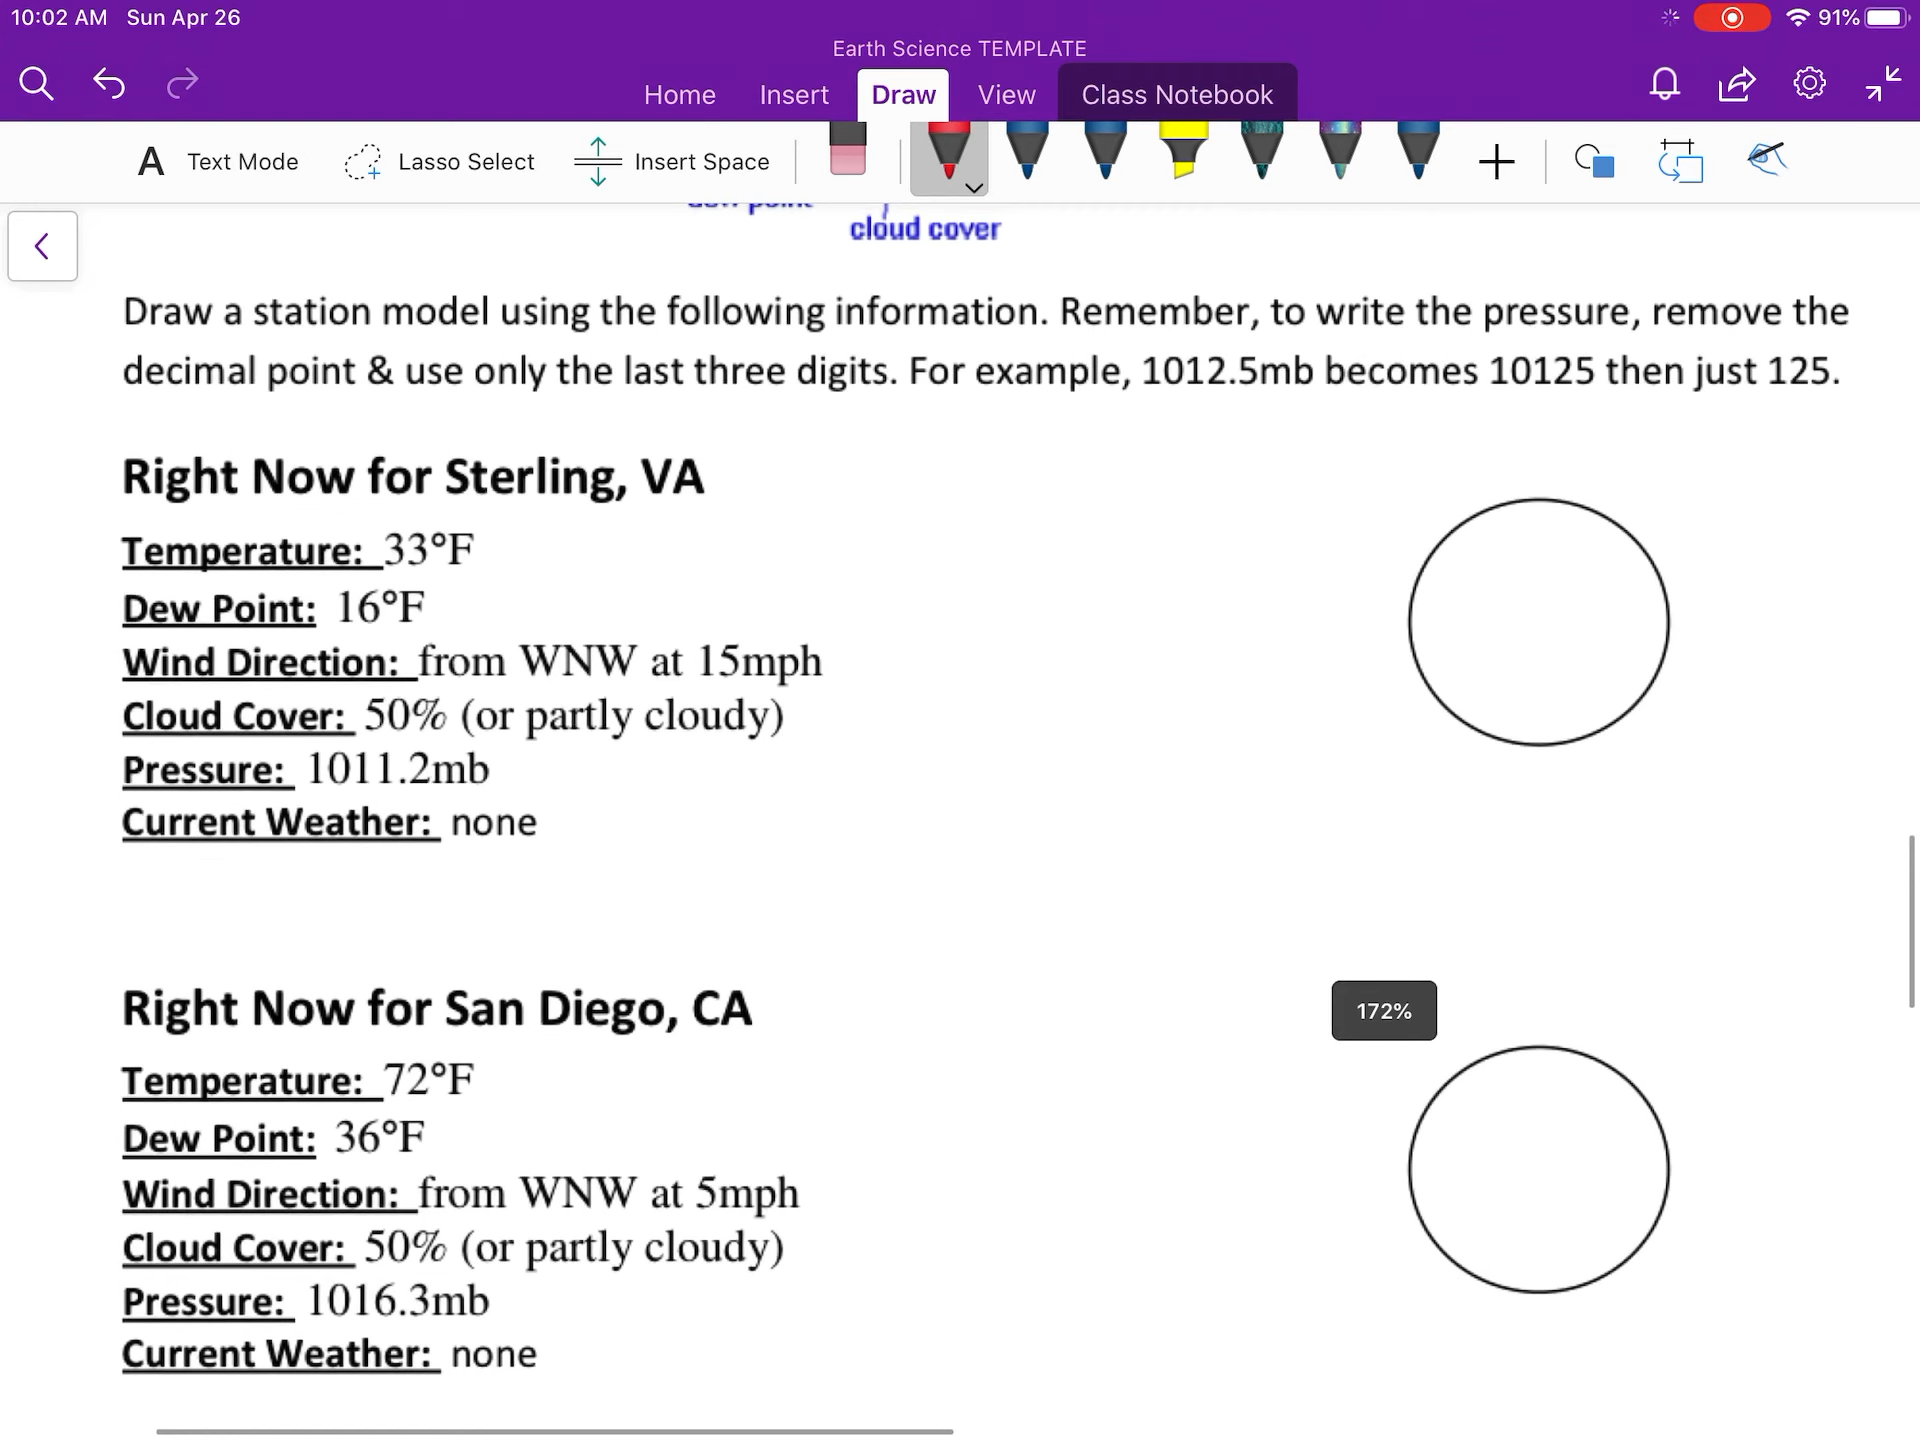 10:02 AM Sun Apr 26
91%
Earth Science TEMPLATE
Home Insert Draw View Class Notebook
A Text Mode Lasso Select Insert Space
dew point
cloud cover
Draw a station model using the following information. Remember, to write the pressure, remove the
decimal point & use only the last three digits. For example, 1012.5mb becomes 10125 then just 125.
Right Now for Sterling, VA
Temperature: 33°F
Dew Point: 16°F
Wind Direction: from WNW at 15mph
Cloud Cover: 50% (or partly cloudy)
Pressure: 1011.2mb
Current Weather: none
Right Now for San Diego, CA
172%
Temperature: 72°F
Dew Point: 36°F
Wind Direction: from WNW at 5mph
Cloud Cover: 50% (or partly cloudy)
Pressure: 1016.3mb
Current Weather: none